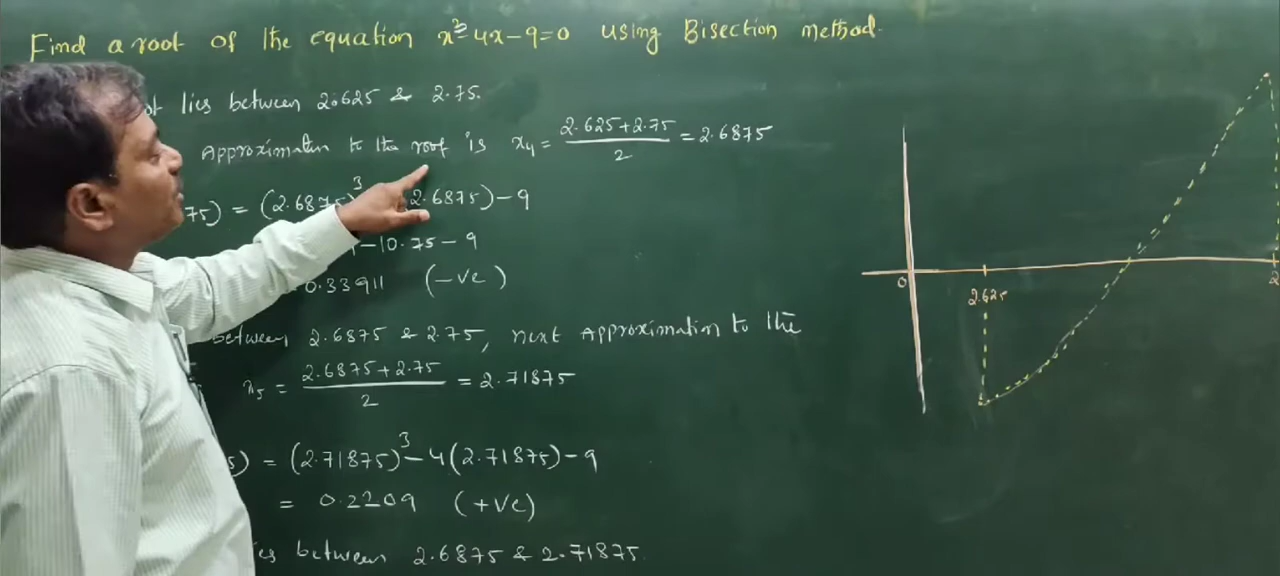 Find a root of the equation x³-4x-9=0 using Bisection method.
lies between 2.625 & 2.75.
Approximation to the root is x₄ = (2.625+2.75)/2 = 2.6875
75) = (2.6875)³ 2.6875) - 9
-10.75-9
0.33911 (-ve)
between 2.6875 & 2.75, next Approximation to the
x₅ = (2.6875+2.75)/2 = 2.71875
5) = (2.71875)³ - 4(2.71875) - 9
= 0.2209 (+ve)
between 2.6875 & 2.71875.
0
2.625
2